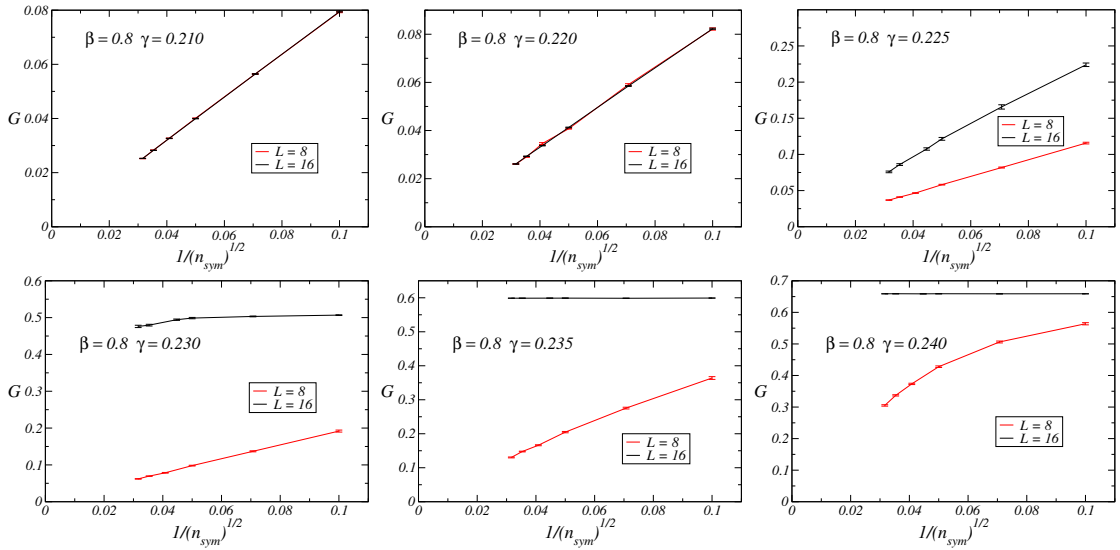 0.08
0.06
0.04
0.02
0
G
β = 0.8 γ = 0.210
L = 8
L = 16
0 0.02 0.04 0.06 0.08 0.1
1/(n_sym)^1/2
0.08
0.06
0.04
0.02
0
G
β = 0.8 γ = 0.220
L = 8
L = 16
0 0.02 0.04 0.06 0.08 0.1
1/(n_sym)^1/2
0.25
0.2
0.15
0.1
0.05
0
G
β = 0.8 γ = 0.225
L = 8
L = 16
0 0.02 0.04 0.06 0.08 0.1
1/(n_sym)^1/2
0.6
0.5
0.4
0.3
0.2
0.1
0
G
β = 0.8 γ = 0.230
L = 8
L = 16
0 0.02 0.04 0.06 0.08 0.1
1/(n_sym)^1/2
0.6
0.5
0.4
0.3
0.2
0.1
0
G
β = 0.8 γ = 0.235
L = 8
L = 16
0 0.02 0.04 0.06 0.08 0.1
1/(n_sym)^1/2
0.7
0.6
0.5
0.4
0.3
0.2
0.1
0
G
β = 0.8 γ = 0.240
L = 8
L = 16
0 0.02 0.04 0.06 0.08 0.1
1/(n_sym)^1/2